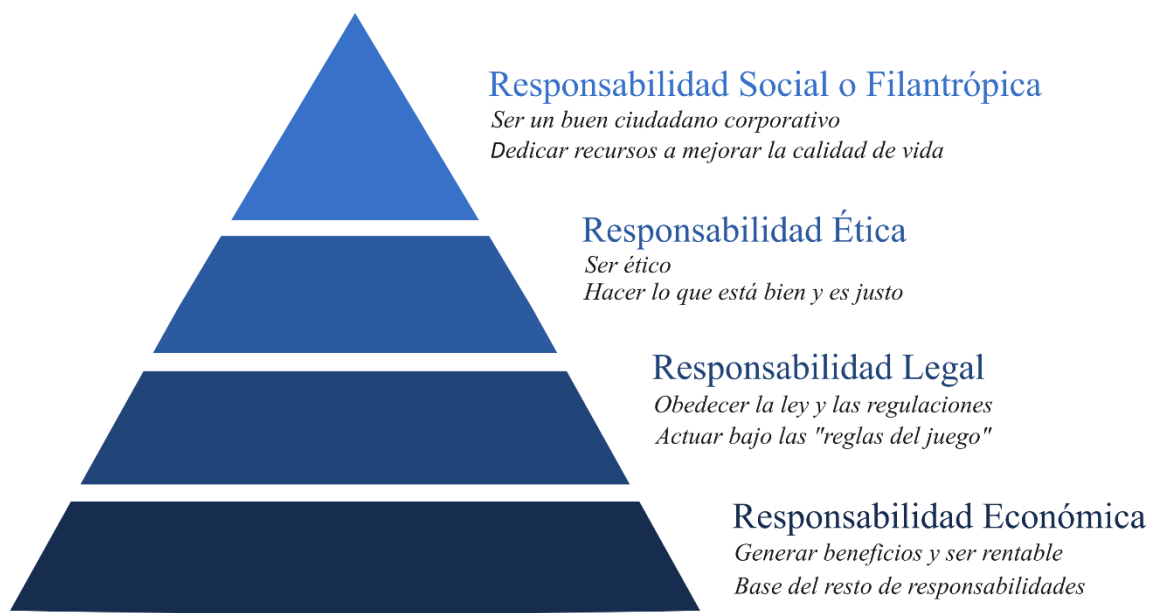 Responsabilidad Social o Filantrópica
Ser un buen ciudadano corporativo
Dedicar recursos a mejorar la calidad de vida
Responsabilidad Ética
Ser ético
Hacer lo que está bien y es justo
Responsabilidad Legal
Obedecer la ley y las regulaciones
Actuar bajo las "reglas del juego"
Responsabilidad Económica
Generar beneficios y ser rentable
Base del resto de responsabilidades